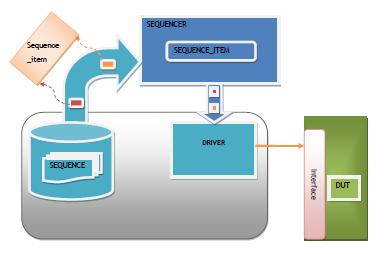 SEQUENCER
Sequence
_item
SEQUENCE_ITEM
DRIVER
SEQUENCE
Interface
DUT